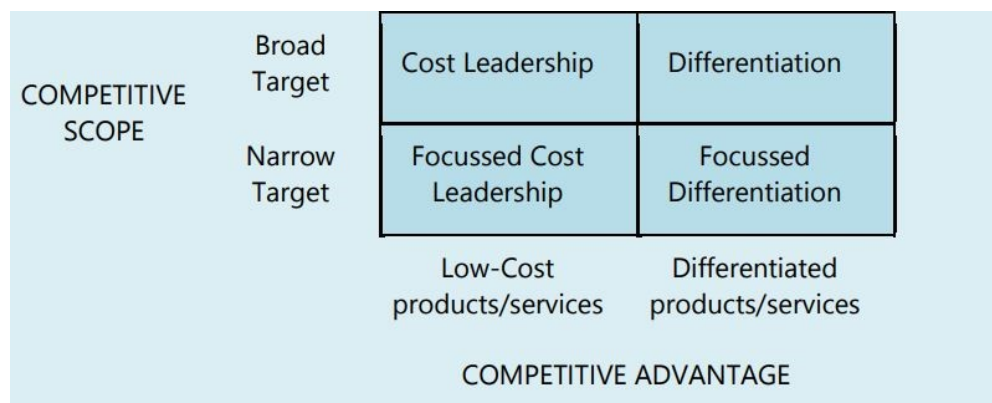 COMPETITIVE
SCOPE
Broad
Target
Cost Leadership
Differentiation
Narrow
Target
Focussed Cost
Leadership
Focussed
Differentiation
Low-Cost
products/services
Differentiated
products/services
COMPETITIVE ADVANTAGE